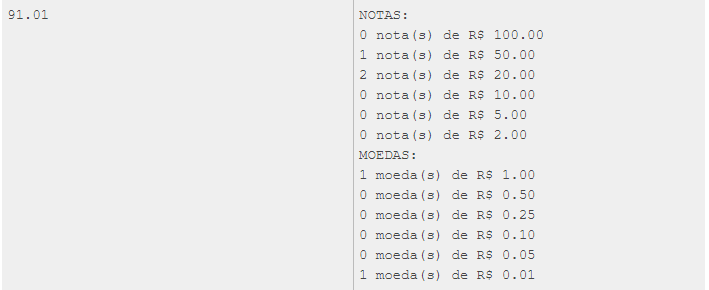 91.01
NOTAS:
0 nota(s) de R$ 100.00
1 nota(s) de R$ 50.00
2 nota(s) de R$ 20.00
0 nota(s) de R$ 10.00
0 nota(s) de R$ 5.00
0 nota(s) de R$ 2.00
MOEDAS:
1 moeda(s) de R$ 1.00
0 moeda(s) de R$ 0.50
0 moeda(s) de R$ 0.25
0 moeda(s) de R$ 0.10
0 moeda(s) de R$ 0.05
1 moeda(s) de R$ 0.01